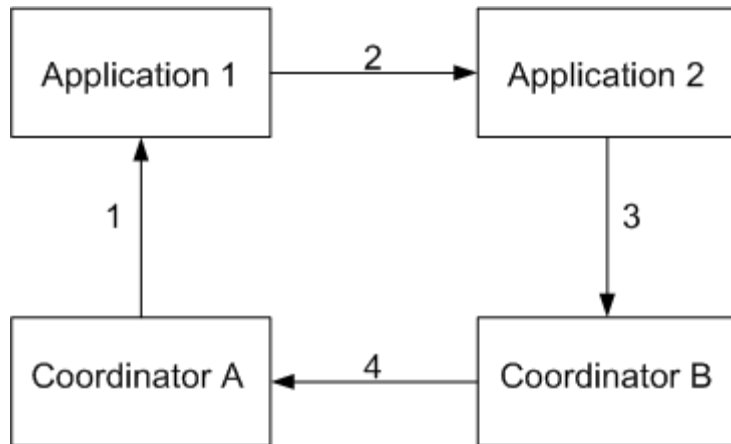 Application 1
2
Application 2
1
3
Coordinator A
4
Coordinator B